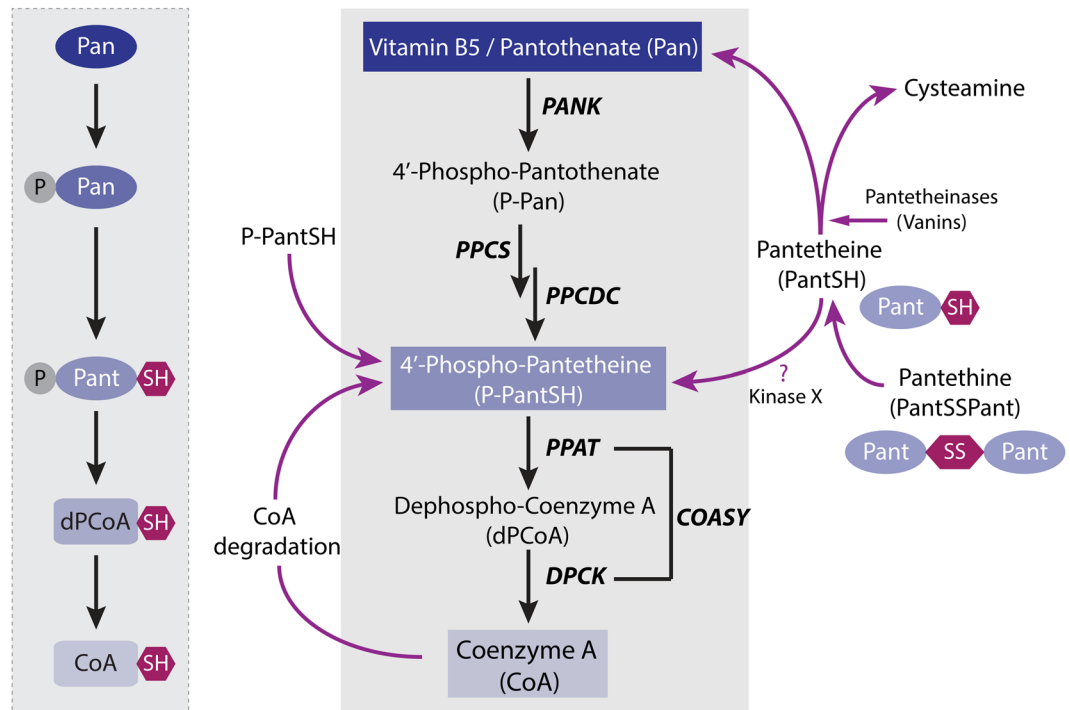 Pan
P
Pan
P
Pant
SH
dPCoA
SH
CoA
SH
Vitamin B5 / Pantothenate (Pan)
PANK
4′-Phospho-Pantothenate
(P-Pan)
PPCS
PPCDC
4′-Phospho-Pantetheine
(P-PantSH)
PPAT
Dephospho-Coenzyme A
(dPCoA)
COASY
DPCK
Coenzyme A
(CoA)
P-PantSH
CoA
degradation
Cysteamine
Pantetheinases
(Vanins)
Pantetheine
(PantSH)
Pant
SH
?
Kinase X
Pantethine
(PantSSPant)
Pant
SS
Pant